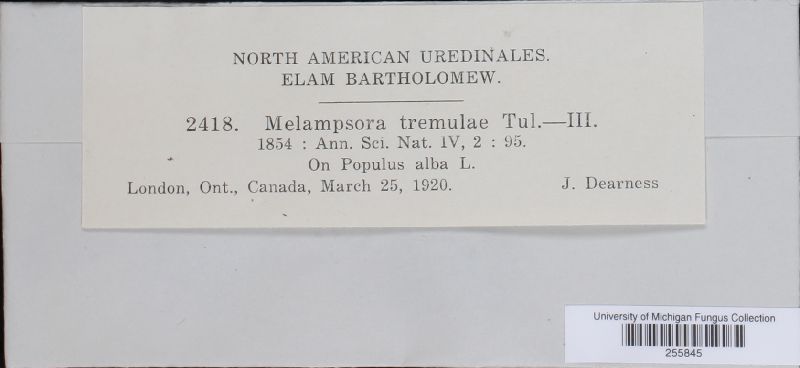 NORTH AMERICAN UREDINALES.
ELAM BARTHOLOMEW.
2418. Melampsora tremulae Tul.—III.
1854 : Ann. Sci. Nat. IV, 2 : 95.
On Populus alba L.
London, Ont., Canada, March 25, 1920. J. Dearness
University of Michigan Fungus Collection
255845